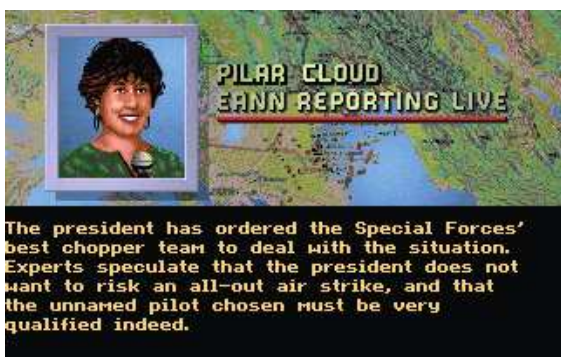 PILAR CLOUD
EANN REPORTING LIVE
The president has ordered the Special Forces'
best chopper team to deal with the situation.
Experts speculate that the president does not
want to risk an all-out air strike, and that
the unnamed pilot chosen must be very
qualified indeed.